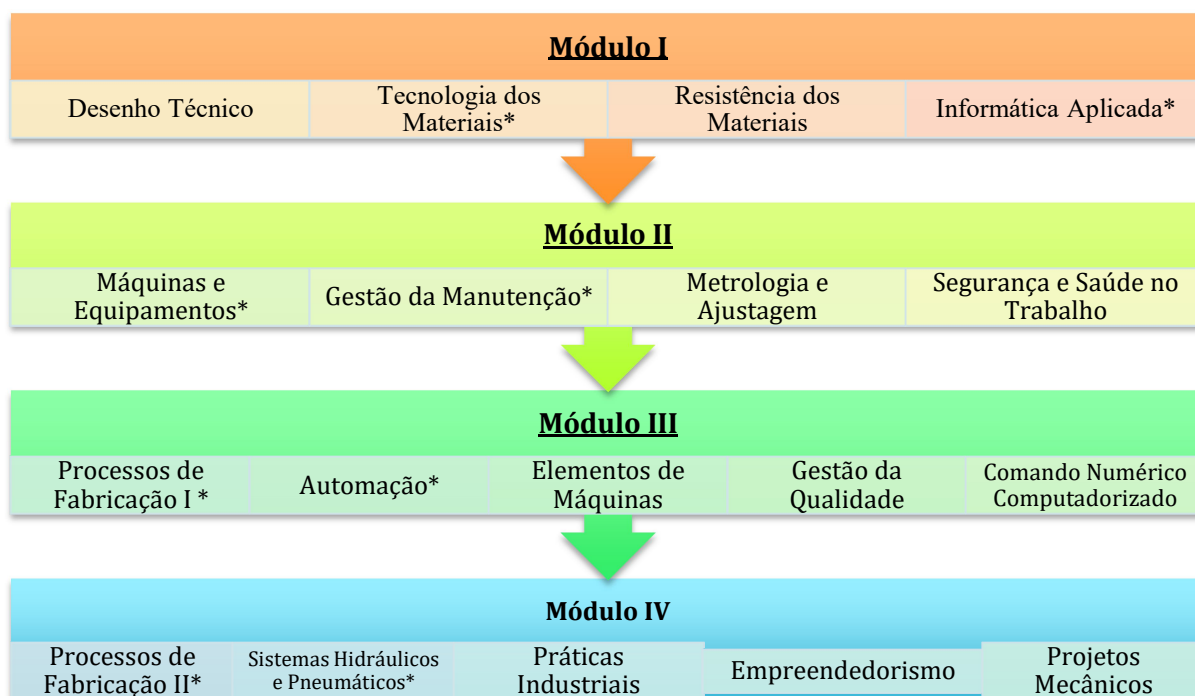 Módulo I
Desenho Técnico
Tecnologia dos
Materiais*
Resistência dos
Materiais
Informática Aplicada*
Módulo II
Máquinas e
Equipamentos*
Gestão da Manutenção*
Metrologia e
Ajustagem
Segurança e Saúde no
Trabalho
Módulo III
Processos de
Fabricação I *
Automação*
Elementos de
Máquinas
Gestão da
Qualidade
Comando Numérico
Computadorizado
Módulo IV
Processos de
Fabricação II*
Sistemas Hidráulicos
e Pneumáticos*
Práticas
Industriais
Empreendedorismo
Projetos
Mecânicos